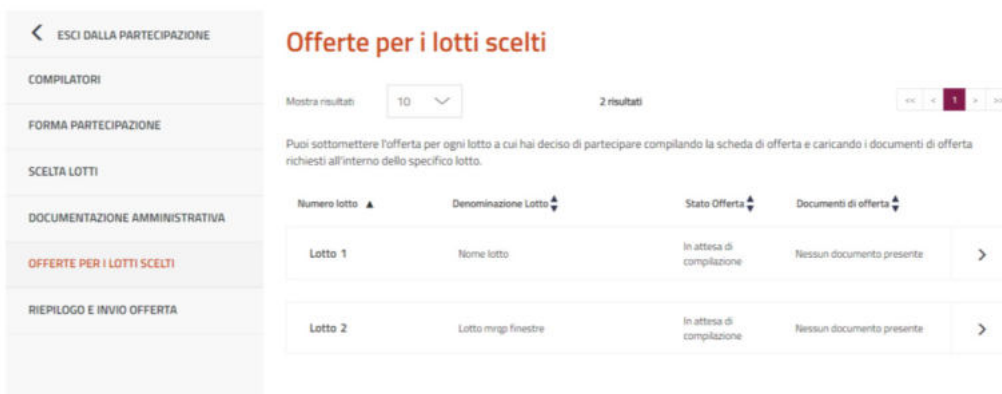 ESCI DALLA PARTECIPAZIONE
COMPILATORI
FORMA PARTECIPAZIONE
SCELTA LOTTI
DOCUMENTAZIONE AMMINISTRATIVA
OFFERTE PER I LOTTI SCELTI
RIEPILOGO E INVIO OFFERTA
Offerte per i lotti scelti
Mostra risultati 10 2 risultati << < 1 > >>
Puoi sottomettere l'offerta per ogni lotto a cui hai deciso di partecipare compilando la scheda di offerta e caricando i documenti di offerta
richiesti all'interno dello specifico lotto.
Numero lotto Denominazione Lotto Stato Offerta Documenti di offerta
Lotto 1 Nome lotto In attesa di compilazione Nessun documento presente
Lotto 2 Lotto mrqp finestre In attesa di compilazione Nessun documento presente